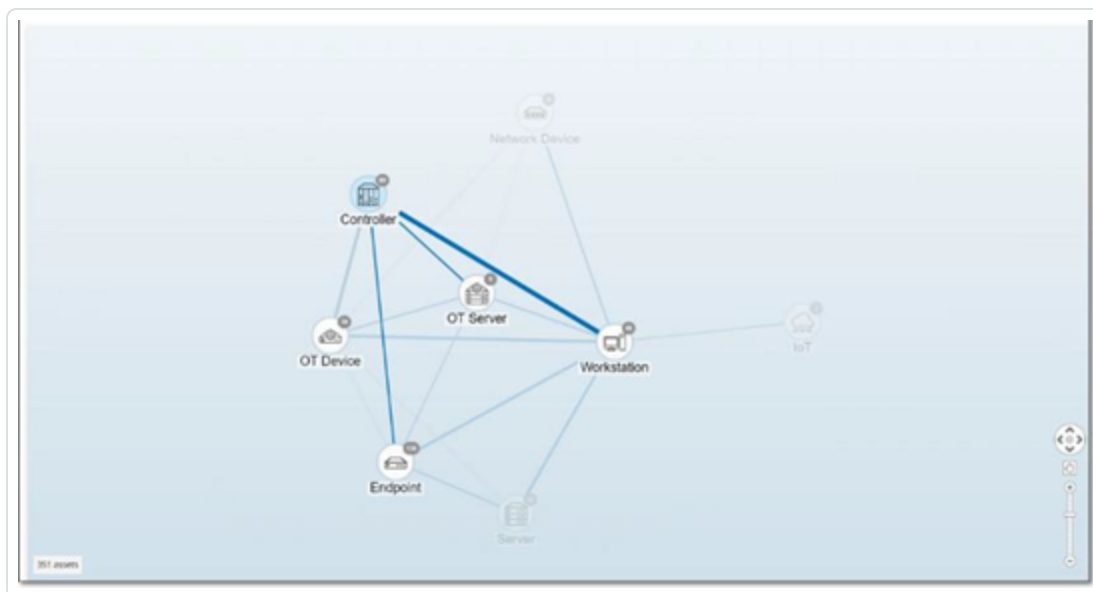 Network Device
Controller
OT Server
OT Device
Workstation
IoT
Endpoint
Server
351 assets